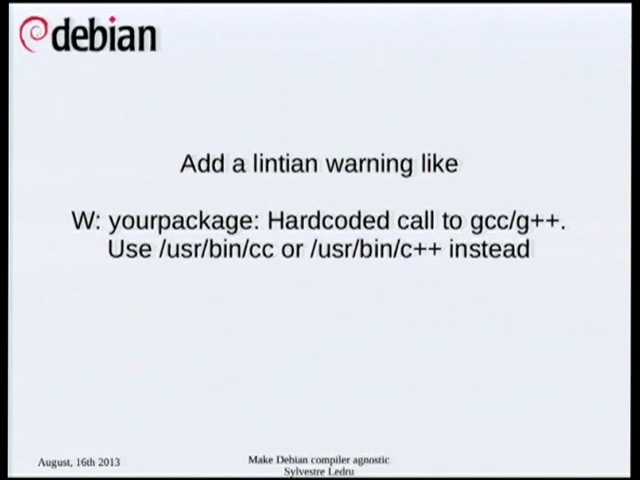 debian
Add a lintian warning like
W: yourpackage: Hardcoded call to gcc/g++.
Use /usr/bin/cc or /usr/bin/c++ instead
August, 16th 2013
Make Debian compiler agnostic
Sylvestre Ledru